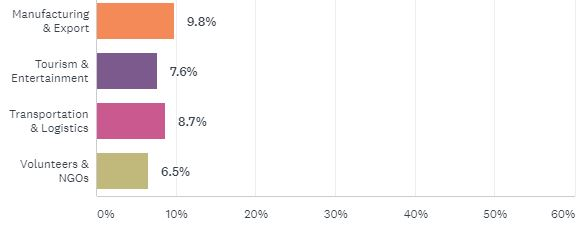 Manufacturing
& Export
9.8%
Tourism &
Entertainment
7.6%
Transportation
& Logistics
8.7%
Volunteers &
NGOs
6.5%
0% 10% 20% 30% 40% 50% 60%